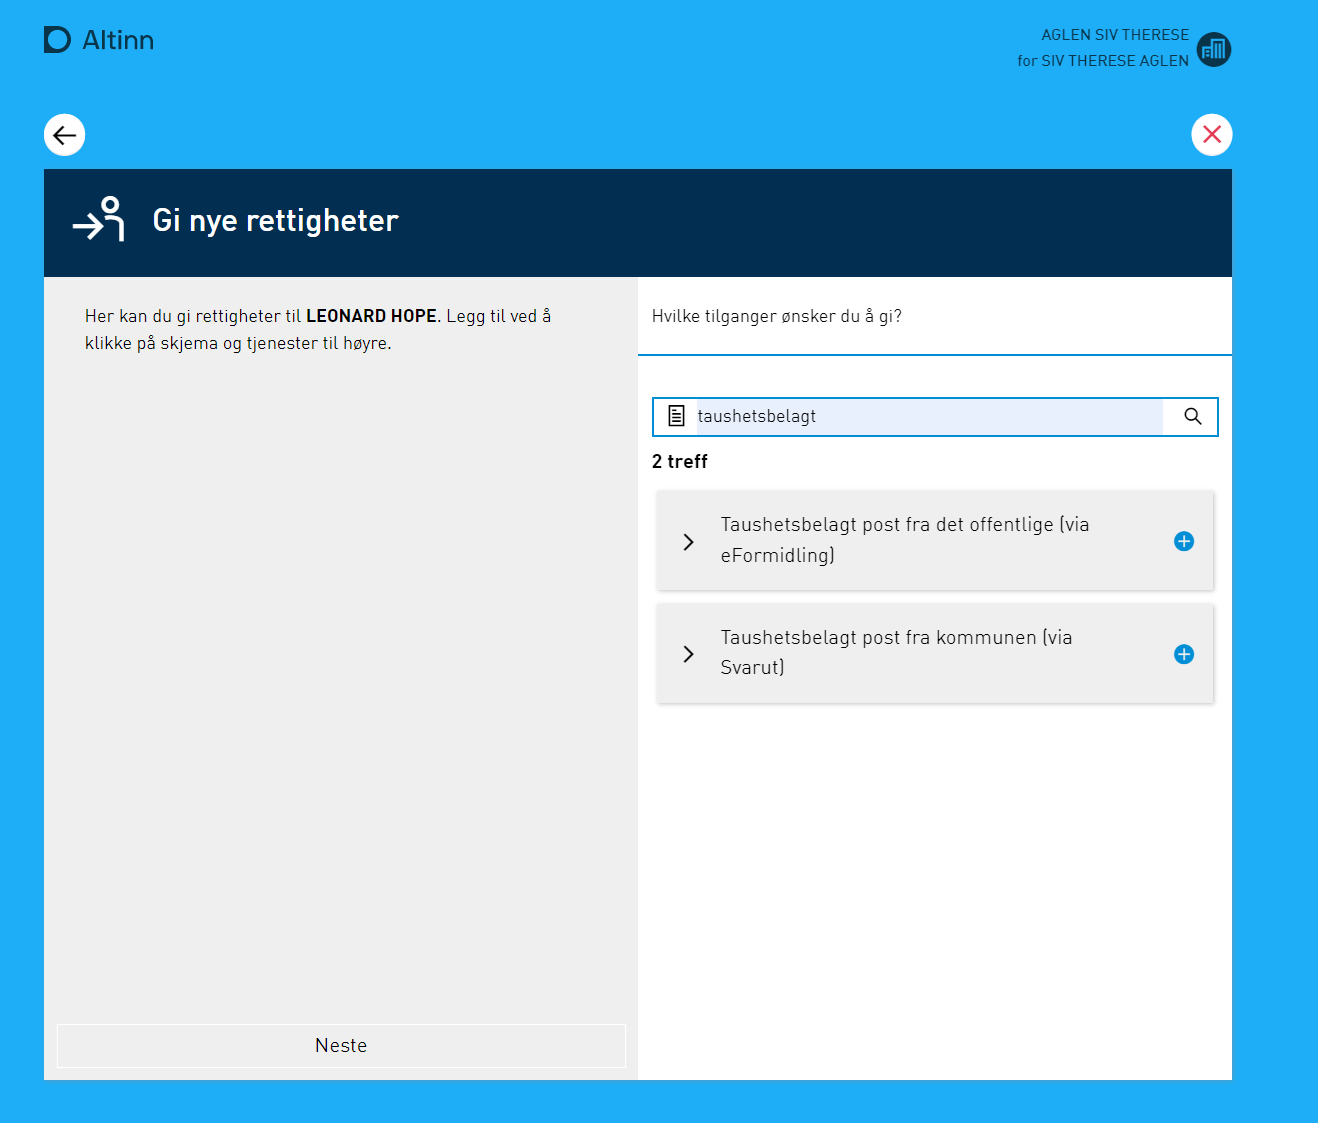 Altinn
AGLEN SIV THERESE
for SIV THERESE AGLEN
Gi nye rettigheter
Her kan du gi rettigheter til LEONARD HOPE. Legg til ved å
klikke på skjema og tjenester til høyre.
Neste
Hvilke tilganger ønsker du å gi?
taushetsbelagt
2 treff
Taushetsbelagt post fra det offentlige (via
eFormidling)
Taushetsbelagt post fra kommunen (via
Svarut)